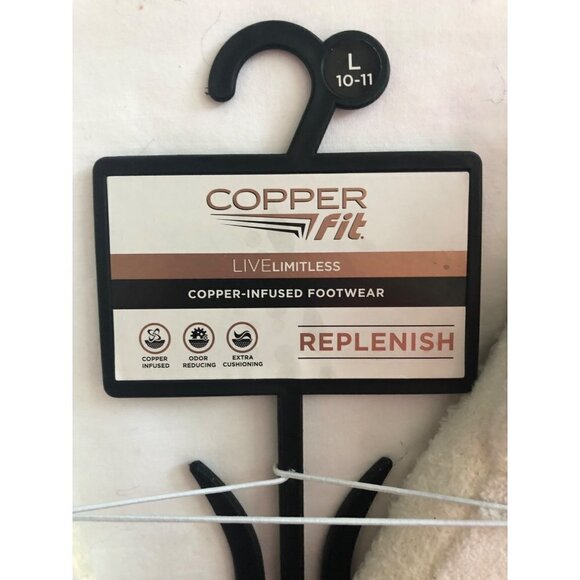 L
10-11
COPPER
fit
LIVELIMITLESS
COPPER-INFUSED FOOTWEAR
COPPER
INFUSED
ODOR
REDUCING
EXTRA
CUSHIONING
REPLENISH